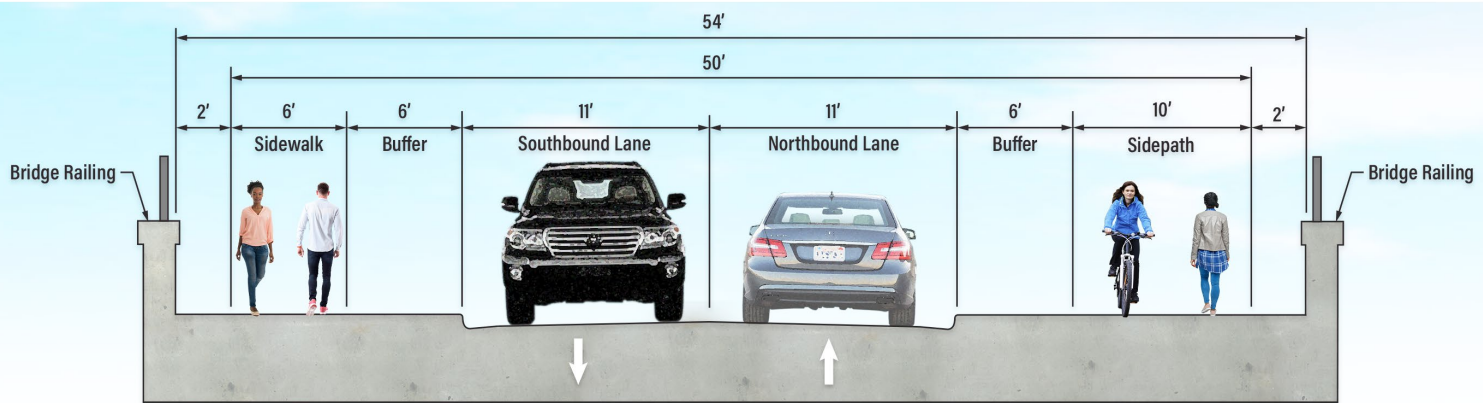 54’
50’
2’
6’
6’
11’
11’
6’
10’
2’
Sidewalk
Buffer
Southbound Lane
Northbound Lane
Buffer
Sidepath
Bridge Railing
Bridge Railing